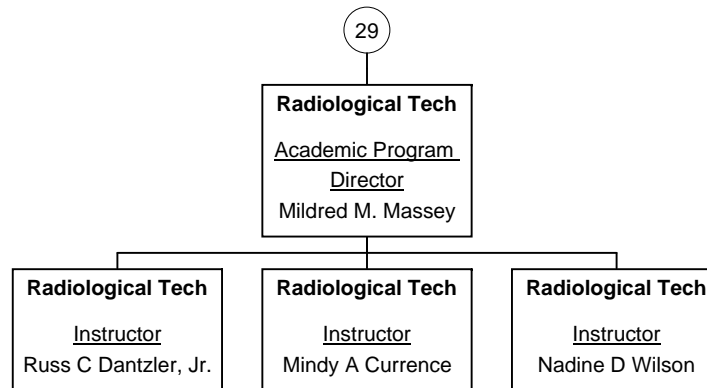 29
Radiological Tech
Academic Program
Director
Mildred M. Massey
Radiological Tech
Instructor
Russ C Dantzler, Jr.
Radiological Tech
Instructor
Mindy A Currence
Radiological Tech
Instructor
Nadine D Wilson